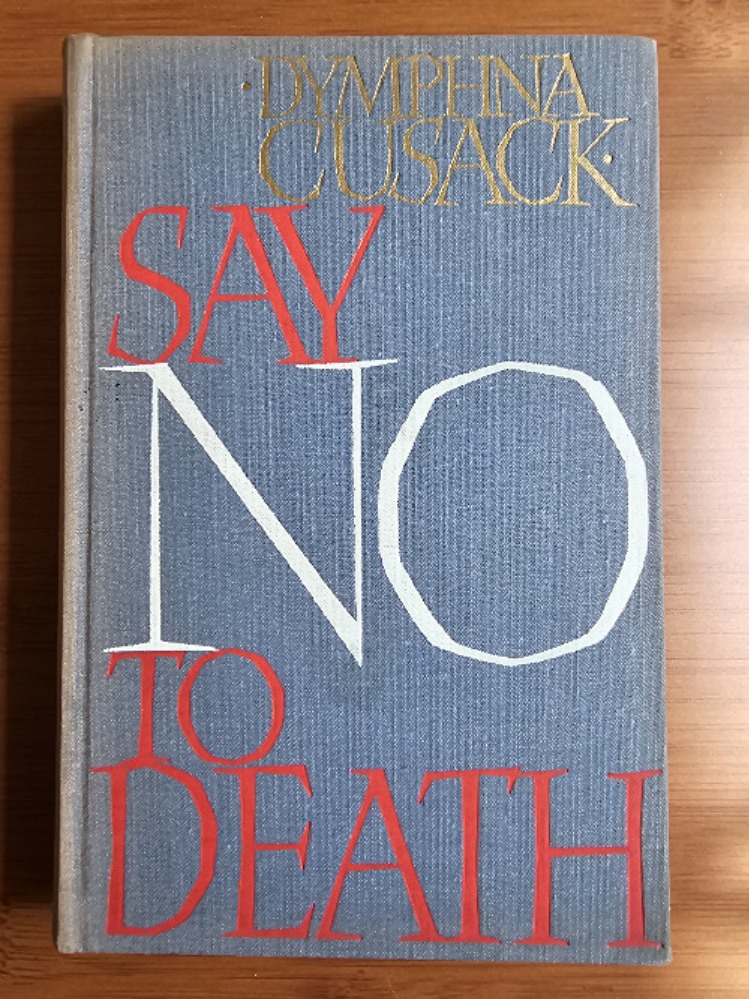 ·DYMPHNA
CUSACK·
SAY
NO
TO
DEATH